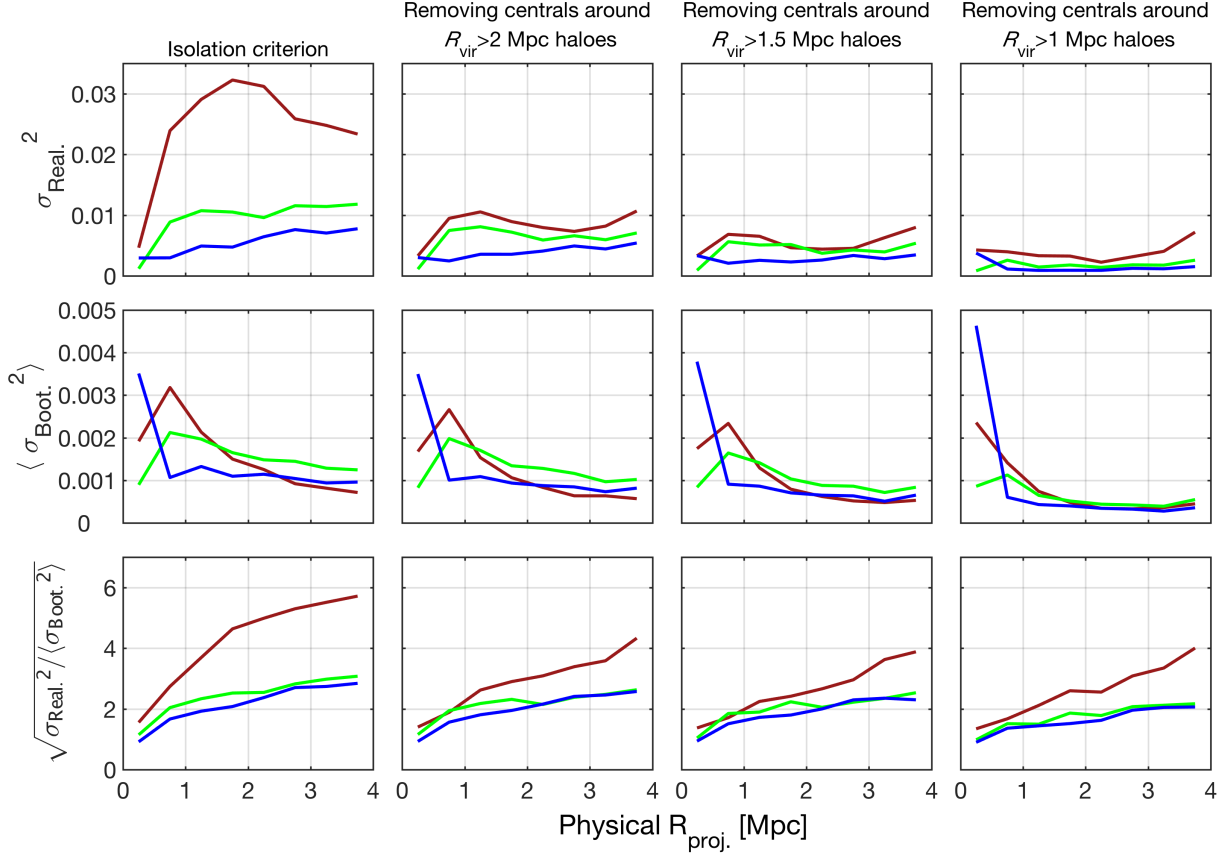 Removing centrals around Removing centrals around Removing centrals around
Isolation criterion R_vir>2 Mpc haloes R_vir>1.5 Mpc haloes R_vir>1 Mpc haloes
σ_Real.²
0.03
0.02
0.01
0
⟨ σ_Boot.² ⟩
0.005
0.004
0.003
0.002
0.001
0
√σ_Real.² / ⟨σ_Boot.²⟩
6
4
2
0
0 1 2 3 4 0 1 2 3 4 0 1 2 3 4 0 1 2 3 4
Physical R_proj. [Mpc]